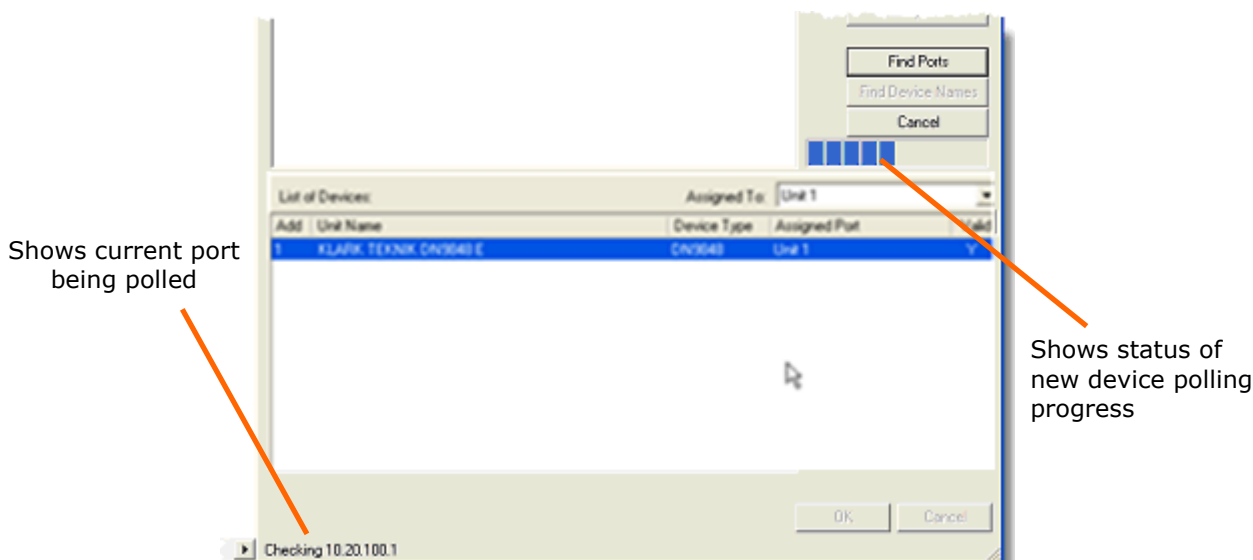 Find Ports
Find Device Names
Cancel
List of Devices:
Assigned To: Unit 1
Add Unit Name Device Type Assigned Port Valid
1 KLARK TEKNIK DN9848 E DN9848 Unit 1 Y
Shows current port
being polled
Shows status of
new device polling
progress
OK Cancel
Checking 10.20.100.1